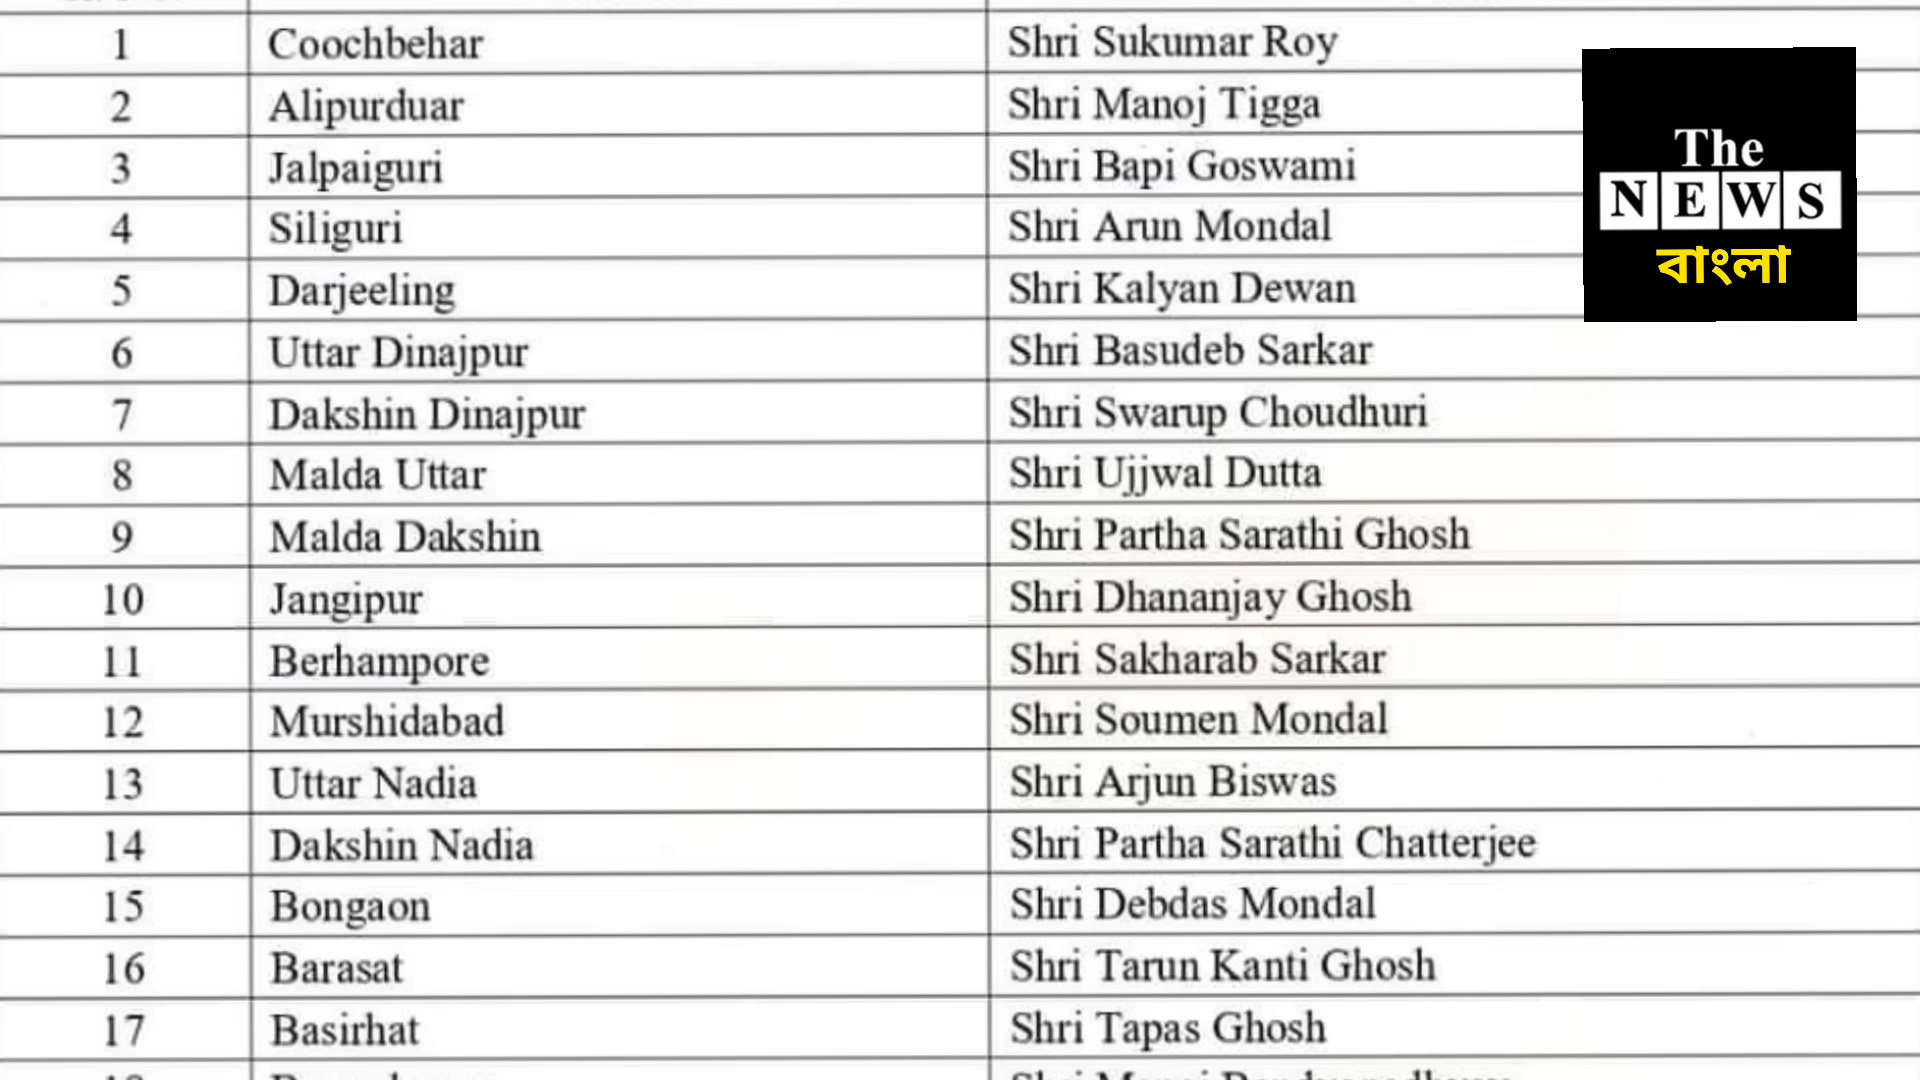 1 Coochbehar Shri Sukumar Roy
2 Alipurduar Shri Manoj Tigga
3 Jalpaiguri Shri Bapi Goswami
4 Siliguri Shri Arun Mondal
5 Darjeeling Shri Kalyan Dewan
6 Uttar Dinajpur Shri Basudeb Sarkar
7 Dakshin Dinajpur Shri Swarup Choudhuri
8 Malda Uttar Shri Ujjwal Dutta
9 Malda Dakshin Shri Partha Sarathi Ghosh
10 Jangipur Shri Dhananjay Ghosh
11 Berhampore Shri Sakharab Sarkar
12 Murshidabad Shri Soumen Mondal
13 Uttar Nadia Shri Arjun Biswas
14 Dakshin Nadia Shri Partha Sarathi Chatterjee
15 Bongaon Shri Debdas Mondal
16 Barasat Shri Tarun Kanti Ghosh
17 Basirhat Shri Tapas Ghosh
The
NEWS
বাংলা